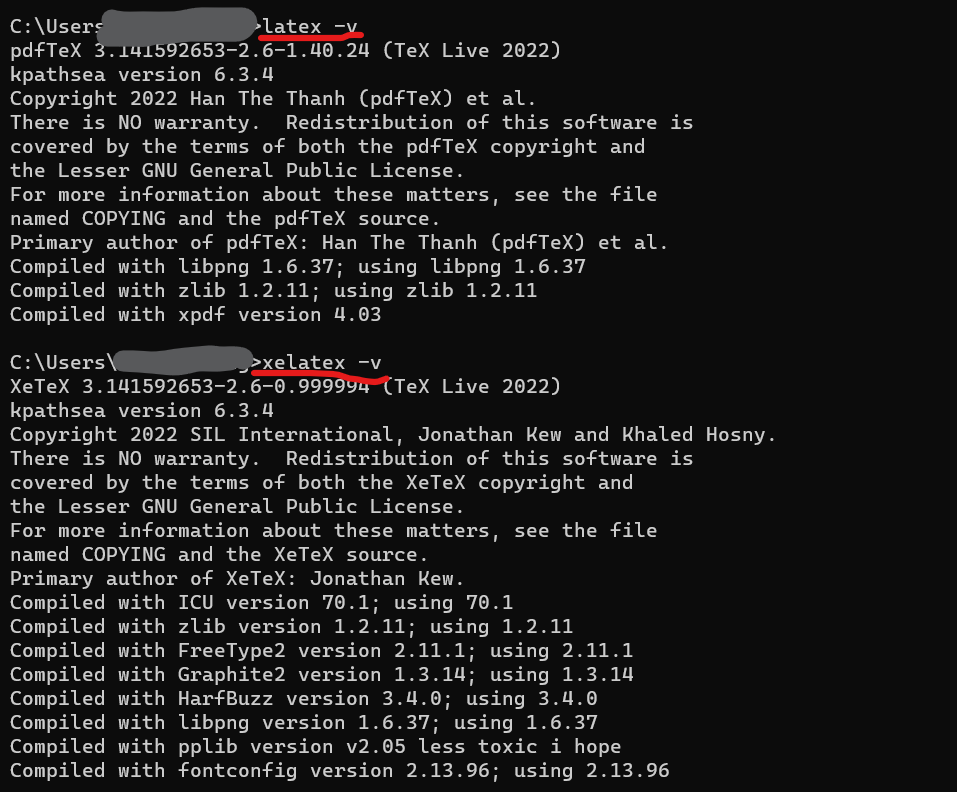 C:\Users >latex -v
pdfTeX 3.141592653-2.6-1.40.24 (TeX Live 2022)
kpathsea version 6.3.4
Copyright 2022 Han The Thanh (pdfTeX) et al.
There is NO warranty.  Redistribution of this software is
covered by the terms of both the pdfTeX copyright and
the Lesser GNU General Public License.
For more information about these matters, see the file
named COPYING and the pdfTeX source.
Primary author of pdfTeX: Han The Thanh (pdfTeX) et al.
Compiled with libpng 1.6.37; using libpng 1.6.37
Compiled with zlib 1.2.11; using zlib 1.2.11
Compiled with xpdf version 4.03
C:\Users\ >xelatex -v
XeTeX 3.141592653-2.6-0.999994 (TeX Live 2022)
kpathsea version 6.3.4
Copyright 2022 SIL International, Jonathan Kew and Khaled Hosny.
There is NO warranty.  Redistribution of this software is
covered by the terms of both the XeTeX copyright and
the Lesser GNU General Public License.
For more information about these matters, see the file
named COPYING and the XeTeX source.
Primary author of XeTeX: Jonathan Kew.
Compiled with ICU version 70.1; using 70.1
Compiled with zlib version 1.2.11; using 1.2.11
Compiled with FreeType2 version 2.11.1; using 2.11.1
Compiled with Graphite2 version 1.3.14; using 1.3.14
Compiled with HarfBuzz version 3.4.0; using 3.4.0
Compiled with libpng version 1.6.37; using 1.6.37
Compiled with pplib version v2.05 less toxic i hope
Compiled with fontconfig version 2.13.96; using 2.13.96